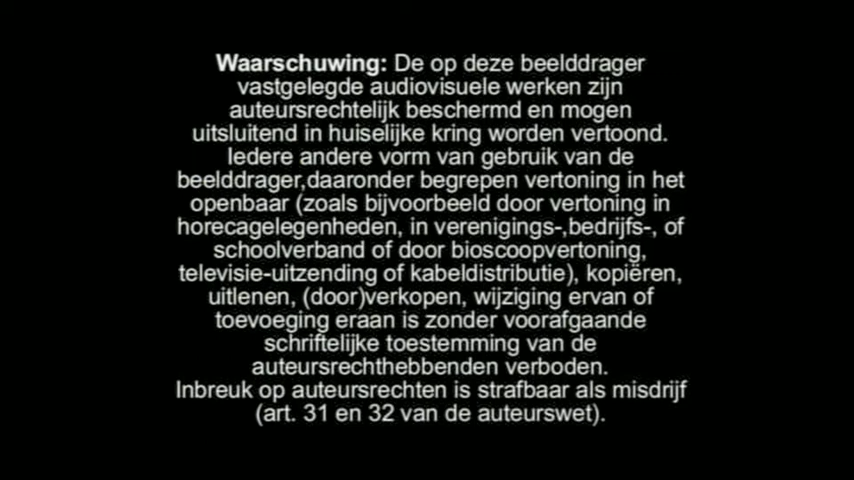 Waarschuwing: De op deze beelddrager
vastgelegde audiovisuele werken zijn
auteursrechtelijk beschermd en mogen
uitsluitend in huiselijke kring worden vertoond.
Iedere andere vorm van gebruik van de
beelddrager,daaronder begrepen vertoning in het
openbaar (zoals bijvoorbeeld door vertoning in
horecagelegenheden, in verenigings-,bedrijfs-, of
schoolverband of door bioscoopvertoning,
televisie-uitzending of kabeldistributie), kopiëren,
uitlenen, (door)verkopen, wijziging ervan of
toevoeging eraan is zonder voorafgaande
schriftelijke toestemming van de
auteursrechthebbenden verboden.
Inbreuk op auteursrechten is strafbaar als misdrijf
(art. 31 en 32 van de auteurswet).